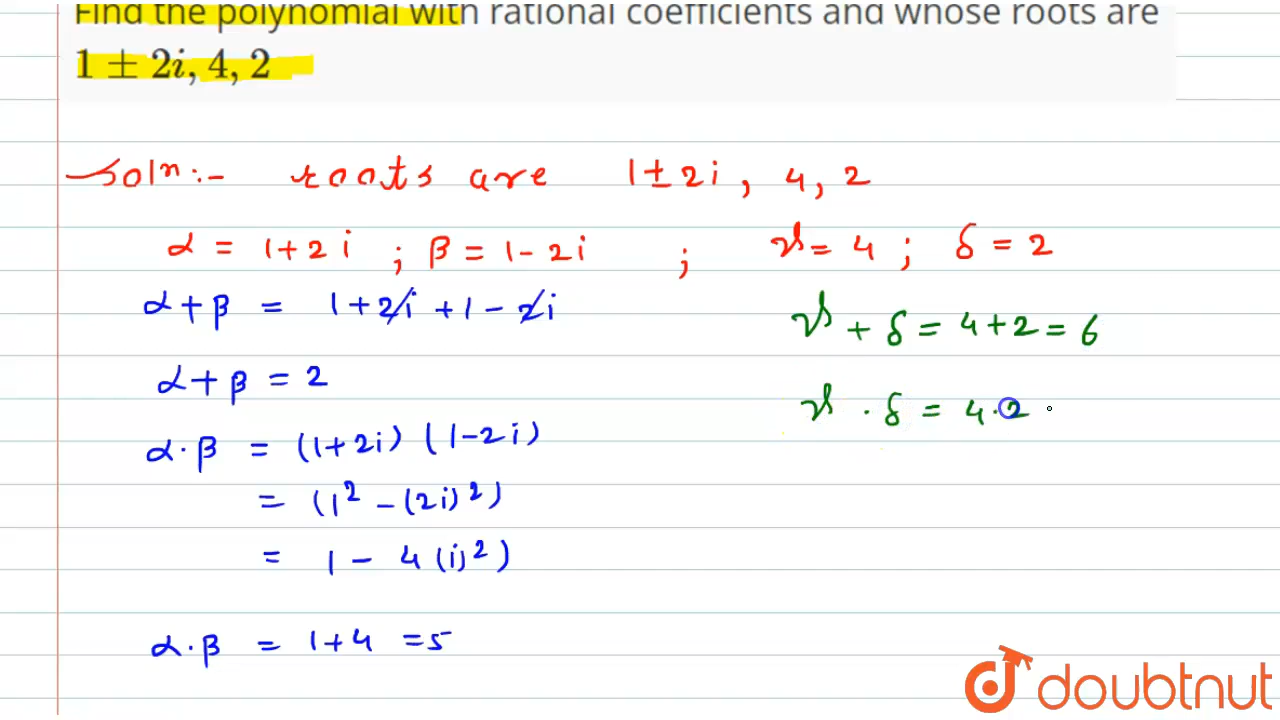 Find the polynomial with rational coefficients and whose roots are
1 ± 2i, 4, 2
Solⁿ :- roots are 1±2i, 4, 2
α = 1+2i ; β = 1-2i ; γ = 4 ; δ = 2
α+β = 1+2i+1-2i
γ + δ = 4+2 = 6
α+β = 2
γ . δ = 4.2
α.β = (1+2i) (1-2i)
= (1² - (2i)²)
= 1 - 4 (i)²)
α.β = 1+4 = 5
doubtnut